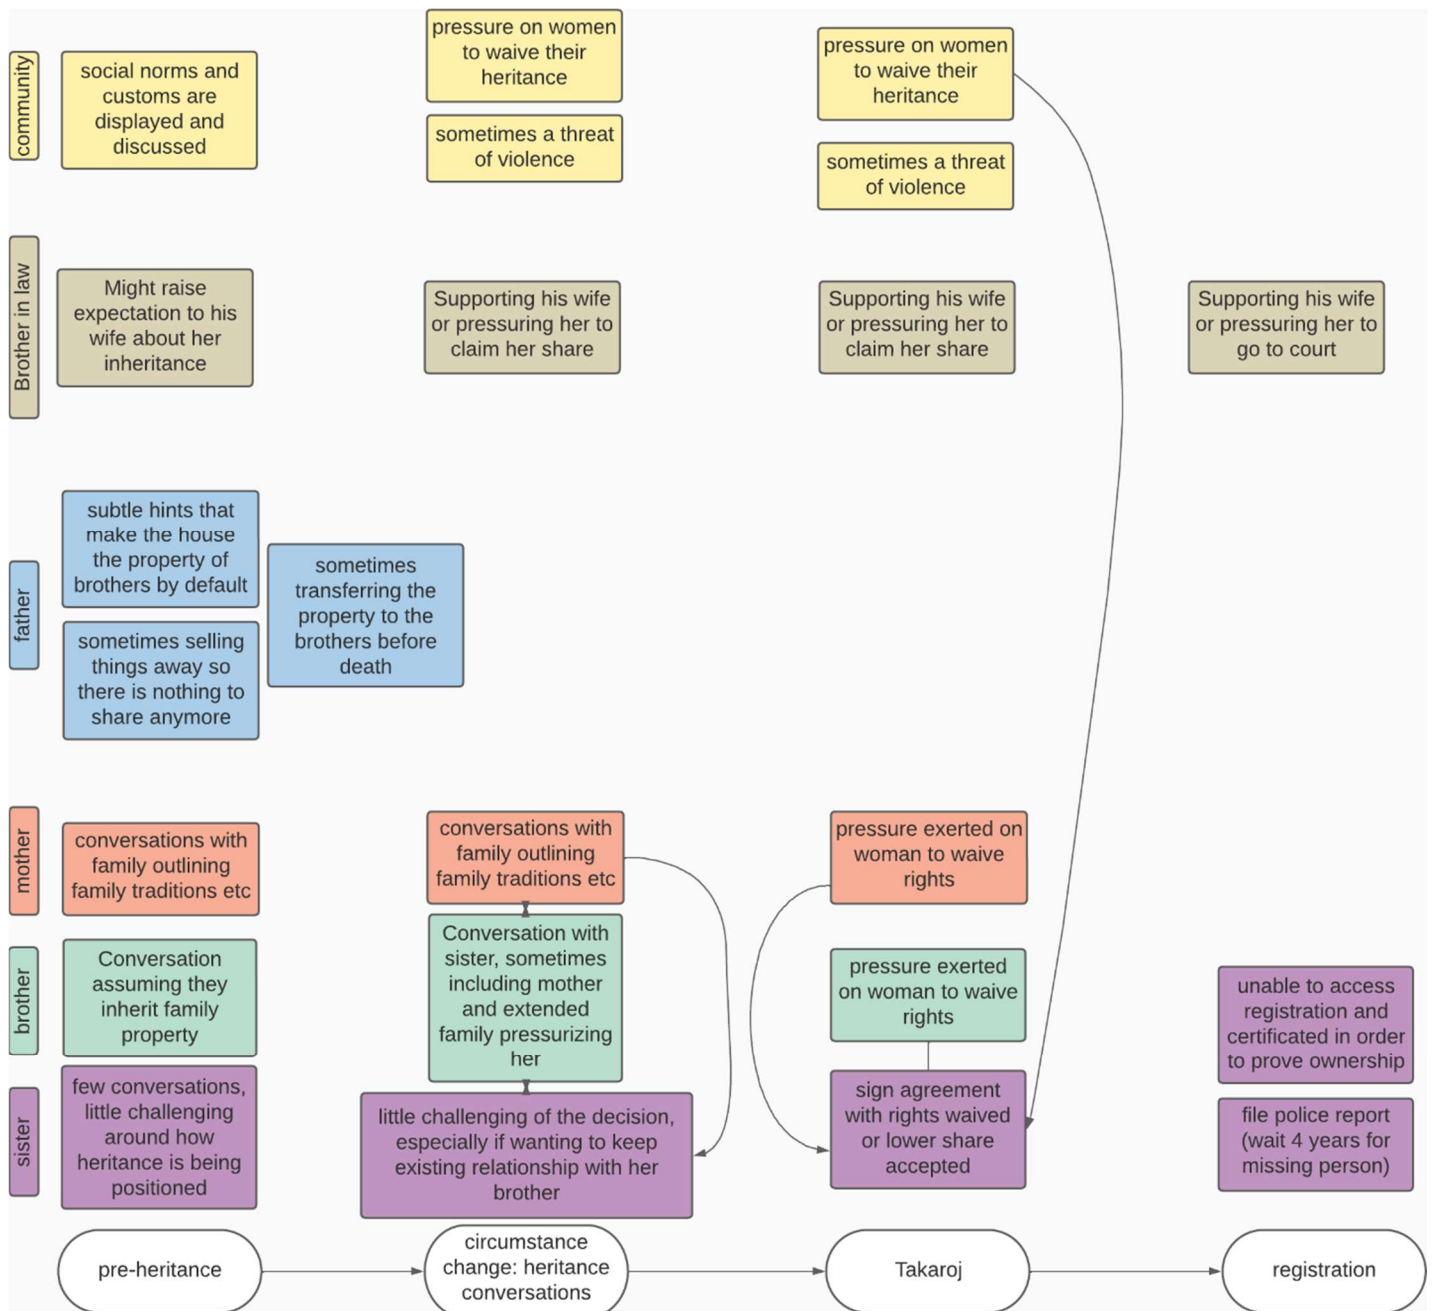 community
social norms and
customs are
displayed and
discussed
pressure on women
to waive their
heritance
sometimes a threat
of violence
pressure on women
to waive their
heritance
sometimes a threat
of violence
Brother in law
Might raise
expectation to his
wife about her
inheritance
Supporting his wife
or pressuring her to
claim her share
Supporting his wife
or pressuring her to
claim her share
Supporting his wife
or pressuring her to
go to court
father
subtle hints that
make the house
the property of
brothers by default
sometimes selling
things away so
there is nothing to
share anymore
sometimes
transferring the
property to the
brothers before
death
mother
conversations with
family outlining
family traditions etc
conversations with
family outlining
family traditions etc
pressure exerted on
woman to waive
rights
brother
Conversation
assuming they
inherit family
property
Conversation with
sister, sometimes
including mother
and extended
family pressurizing
her
pressure exerted
on woman to waive
rights
sister
few conversations,
little challenging
around how
heritance is being
positioned
little challenging of the decision,
especially if wanting to keep
existing relationship with her
brother
sign agreement
with rights waived
or lower share
accepted
unable to access
registration and
certificated in order
to prove ownership
file police report
(wait 4 years for
missing person)
pre-heritance
circumstance
change: heritance
conversations
Takaroj
registration